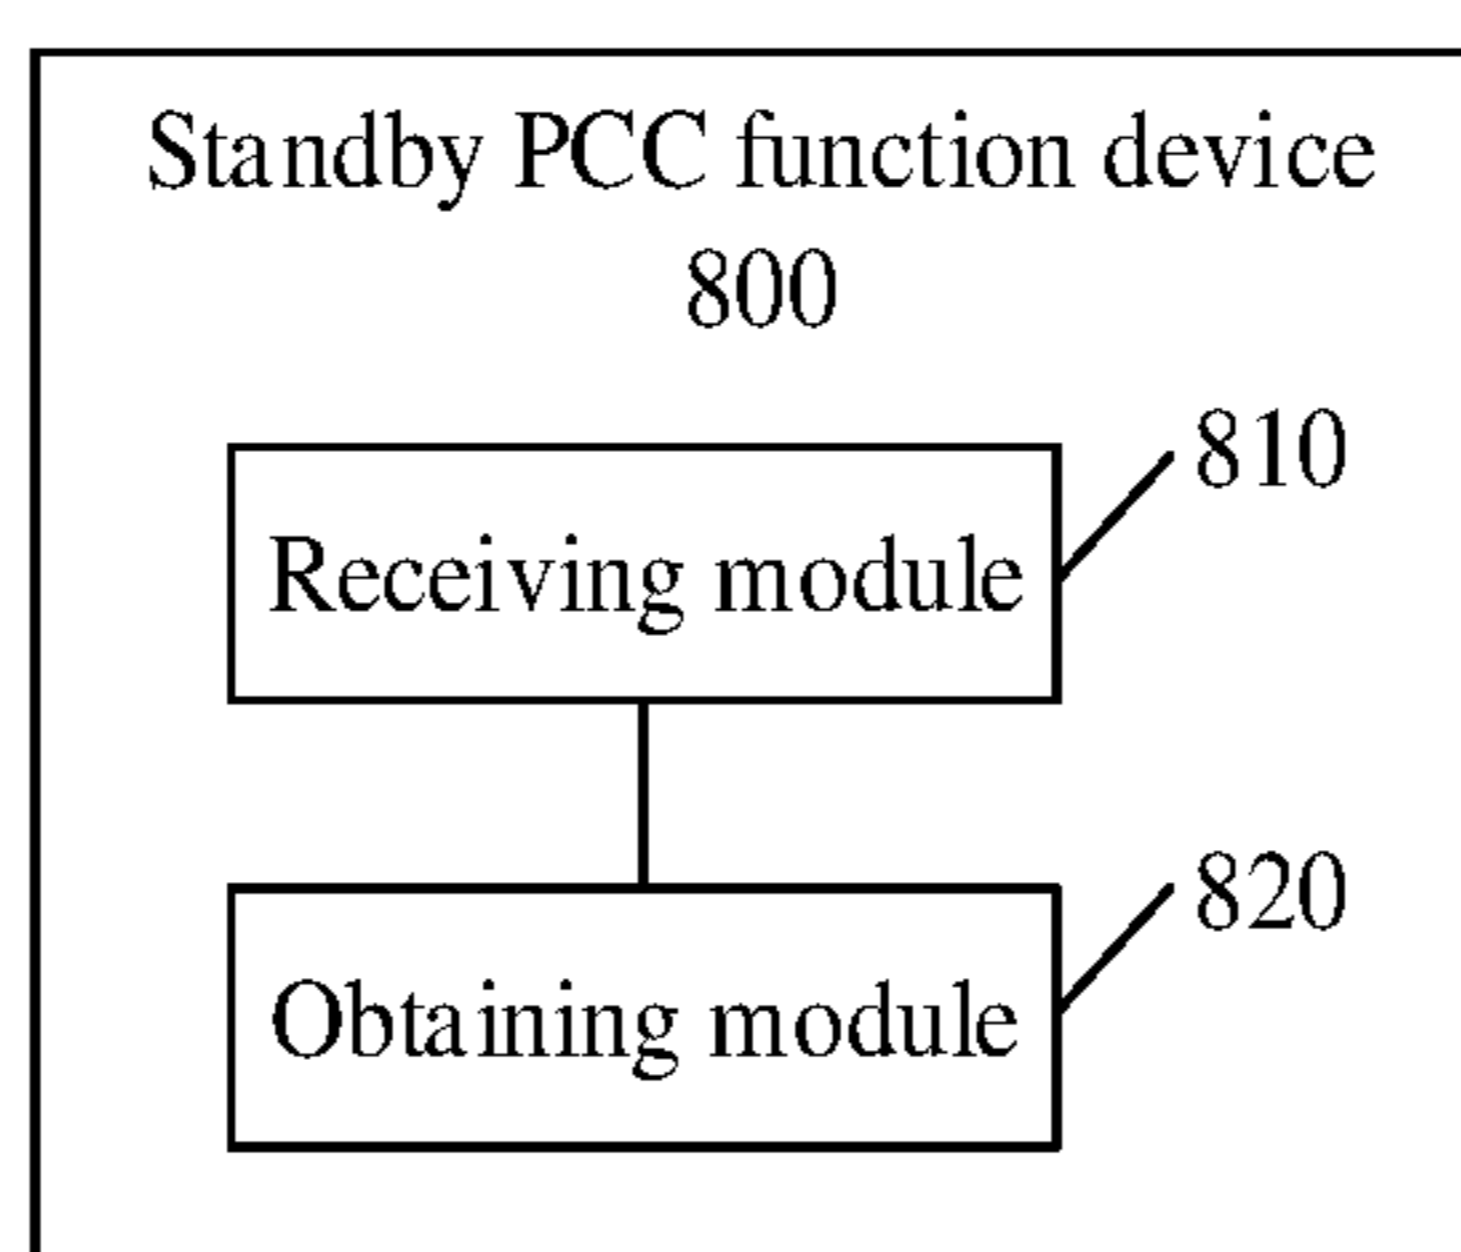 Standby PCC function device
800
810
Receiving module
820
Obtaining module